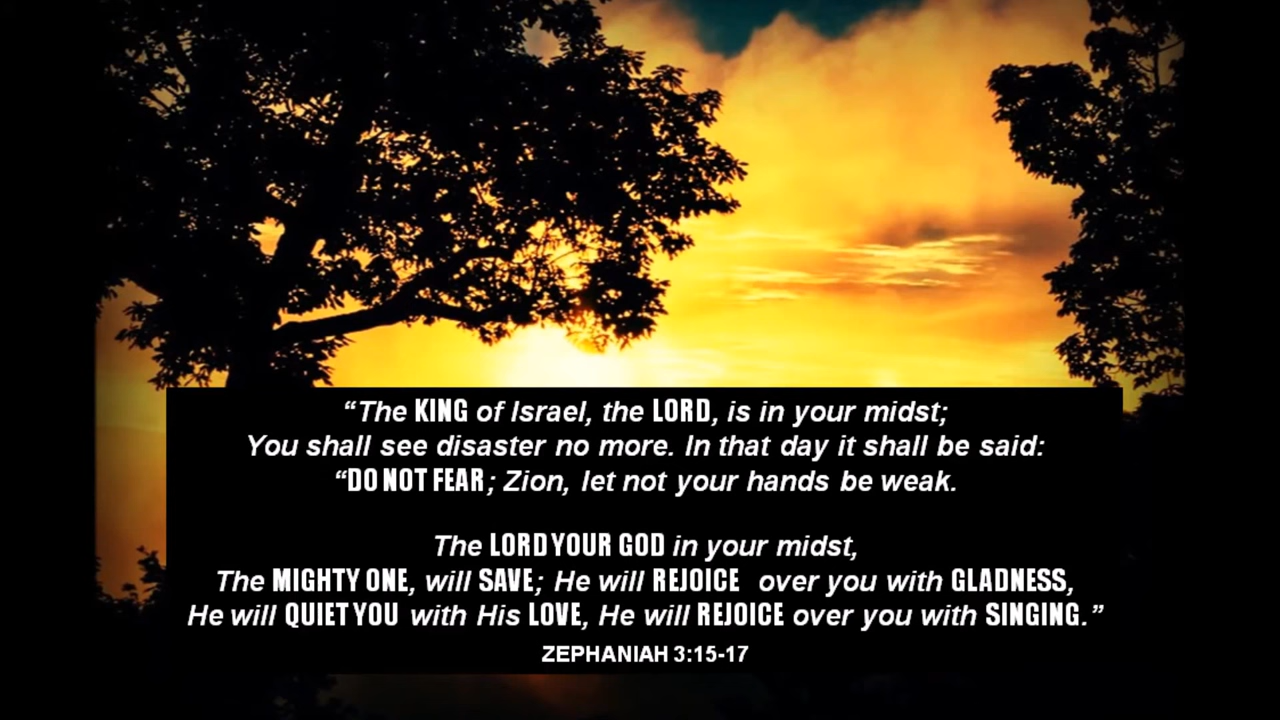 “The KING of Israel, the LORD, is in your midst;
You shall see disaster no more. In that day it shall be said:
“DO NOT FEAR; Zion, let not your hands be weak.
The LORD YOUR GOD in your midst,
The MIGHTY ONE, will SAVE; He will REJOICE over you with GLADNESS,
He will QUIET YOU with His LOVE, He will REJOICE over you with SINGING.”
ZEPHANIAH 3:15-17